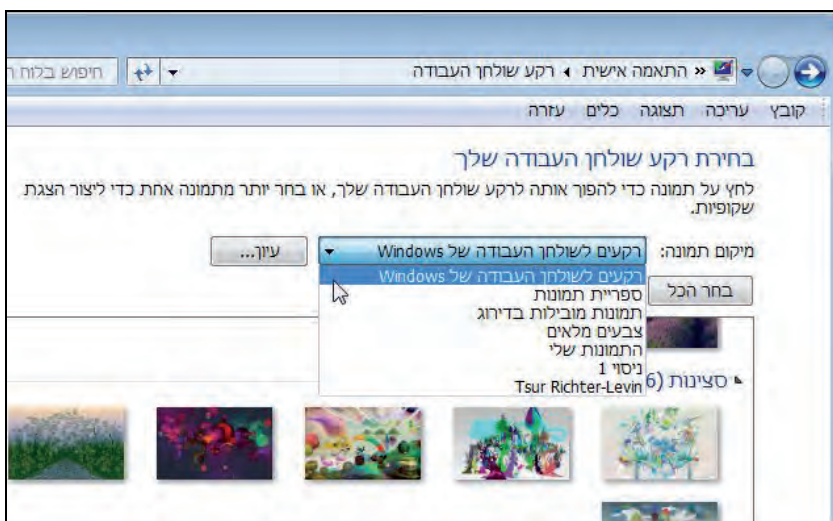 « התאמה אישית ◂ רקע שולחן העבודה
חיפוש בלוח
קובץ עריכה תצוגה כלים עזרה
בחירת רקע שולחן העבודה שלך
לחץ על תמונה כדי להפוך אותה לרקע שולחן העבודה שלך, או בחר יותר מתמונה אחת כדי ליצור הצגת
שקופיות.
מיקום תמונה: רקעים לשולחן העבודה של Windows עיון...
רקעים לשולחן העבודה של Windows
בחר הכל
ספריית תמונות
תמונות מובילות בדירוג
צבעים מלאים
התמונות שלי
ניסוי 1
Tsur Richter-Levin
סצינות (6